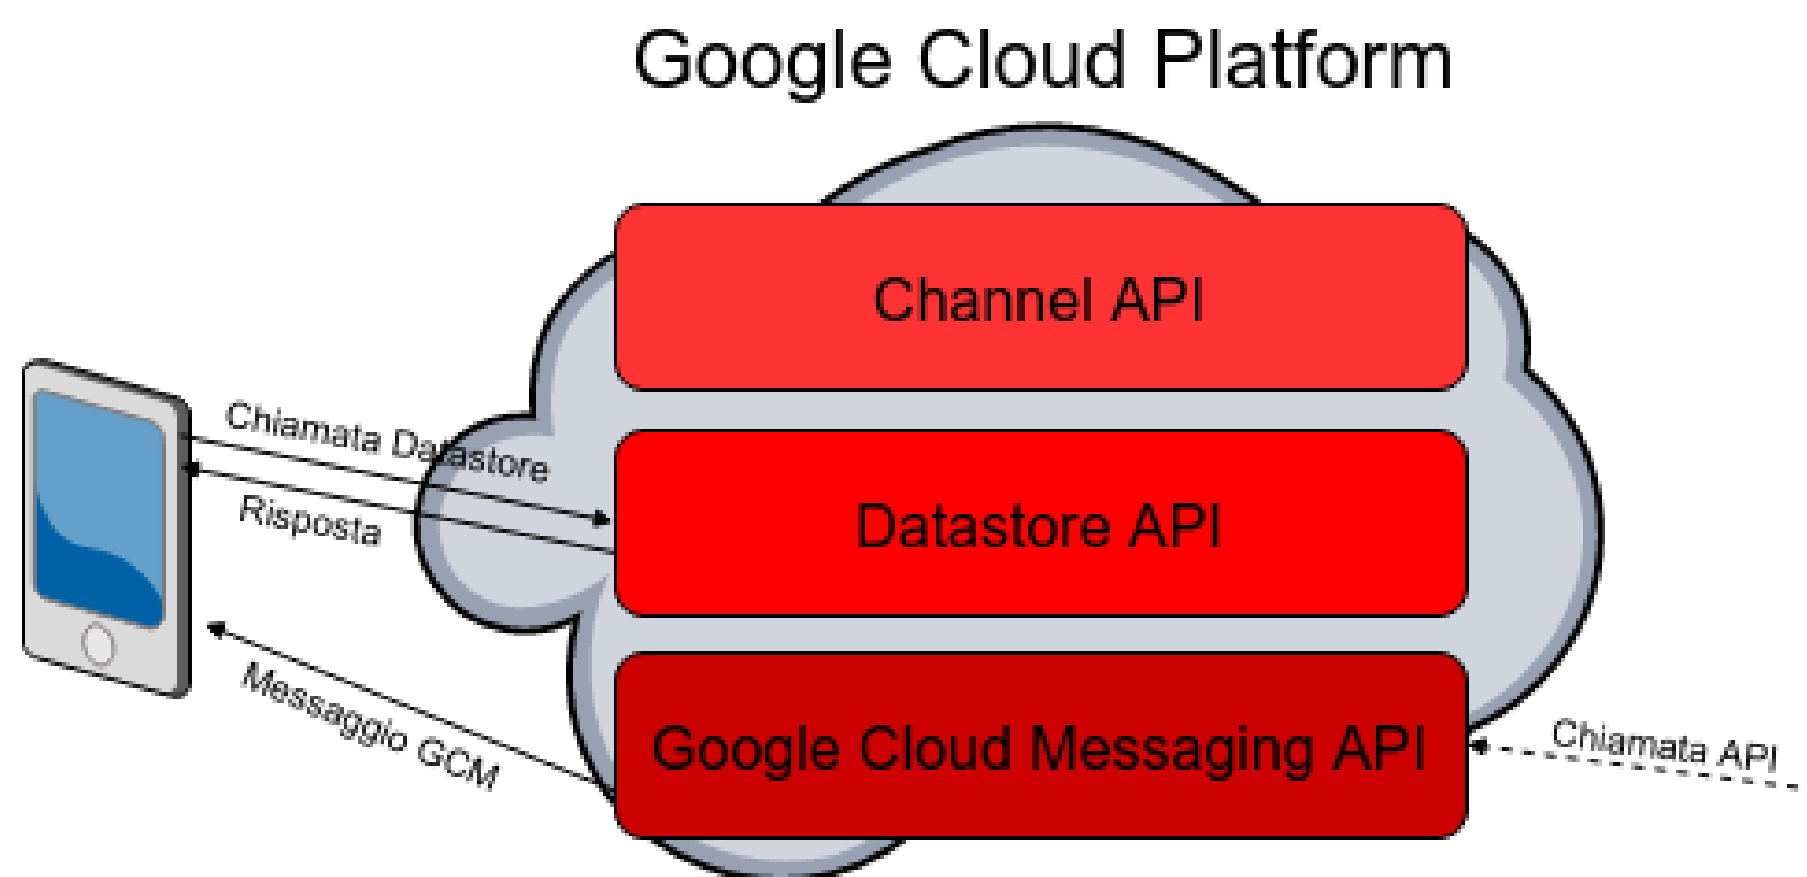 Google Cloud Platform
Channel API
Chiamata Datastore
Risposta
Datastore API
Messaggio GCM
Google Cloud Messaging API
Chiamata API